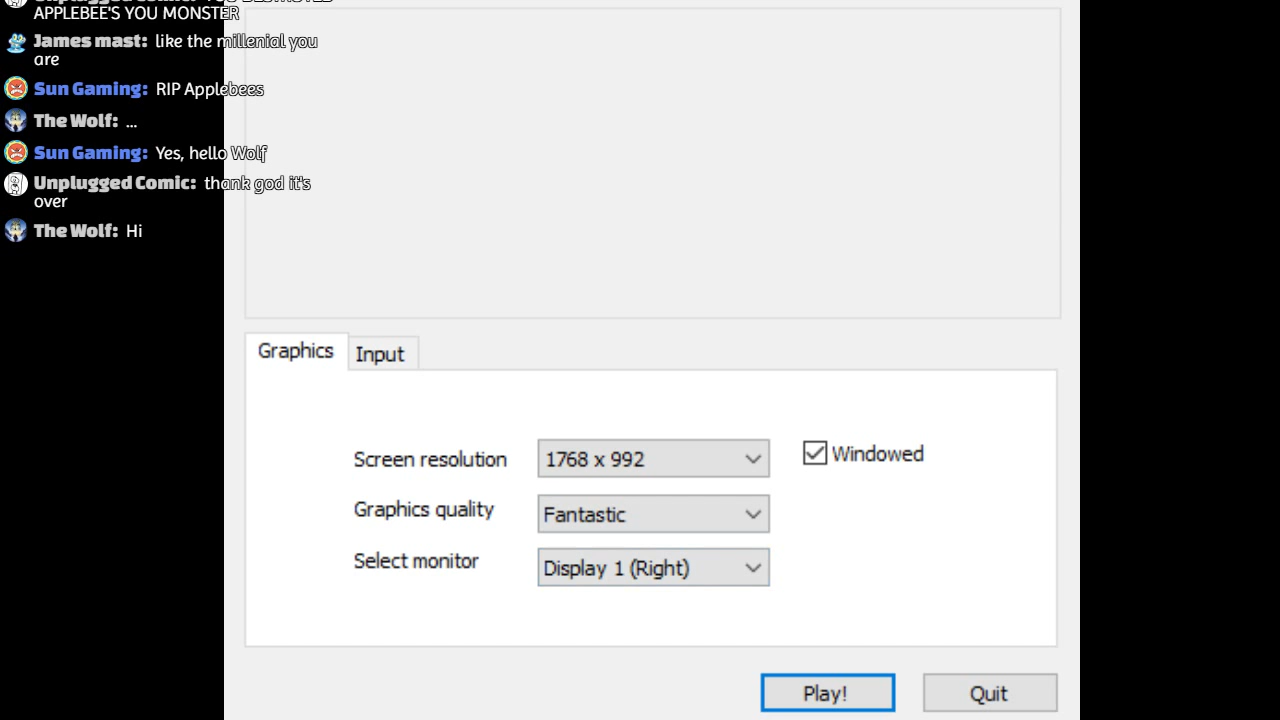 APPLEBEE'S YOU MONSTER
James mast: like the millenial you
are
Sun Gaming: RIP Applebees
The Wolf: ...
Sun Gaming: Yes, hello Wolf
Unplugged Comic: thank god it's
over
The Wolf: Hi
Graphics
Input
Screen resolution
1768 x 992
Windowed
Graphics quality
Fantastic
Select monitor
Display 1 (Right)
Play!
Quit